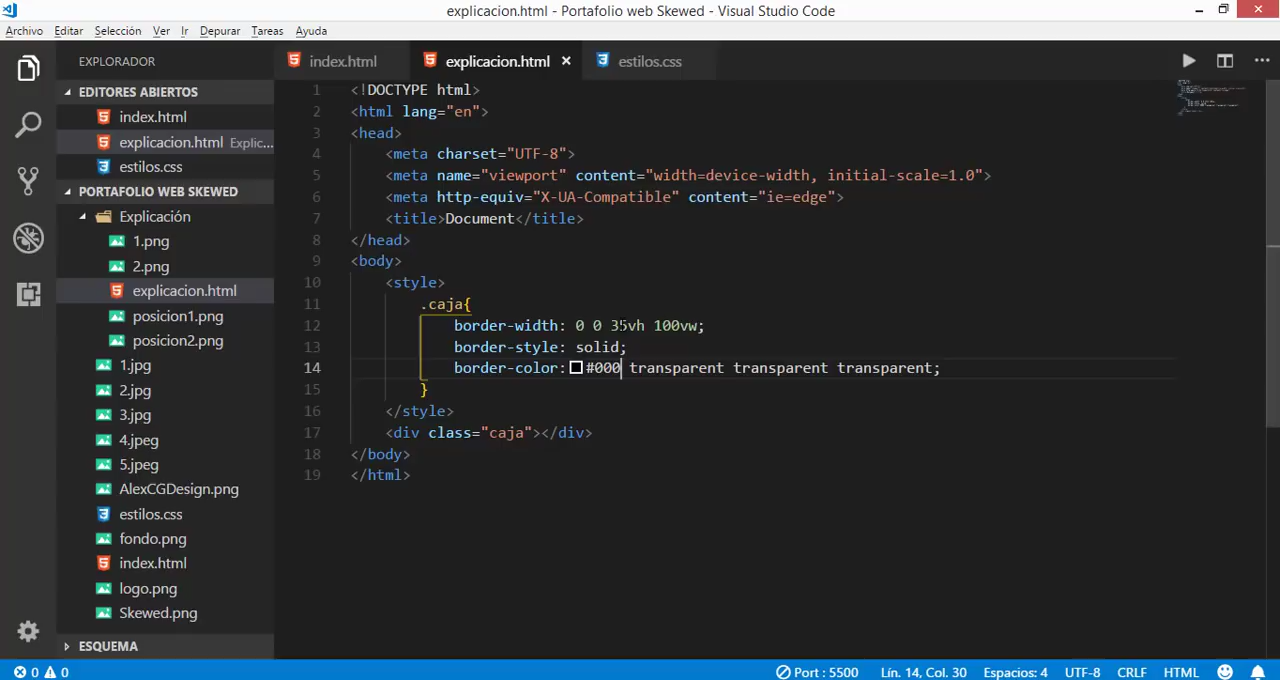 explicacion.html - Portafolio web Skewed - Visual Studio Code
Archivo Editar Selección Ver Ir Depurar Tareas Ayuda
EXPLORADOR
EDITORES ABIERTOS
index.html
explicacion.html Explic...
estilos.css
PORTAFOLIO WEB SKEWED
Explicación
1.png
2.png
explicacion.html
posicion1.png
posicion2.png
1.jpg
2.jpg
3.jpg
4.jpeg
5.jpeg
AlexCGDesign.png
estilos.css
fondo.png
index.html
logo.png
Skewed.png
ESQUEMA
index.html explicacion.html estilos.css
1 <!DOCTYPE html>
2 <html lang="en">
3 <head>
4 <meta charset="UTF-8">
5 <meta name="viewport" content="width=device-width, initial-scale=1.0">
6 <meta http-equiv="X-UA-Compatible" content="ie=edge">
7 <title>Document</title>
8 </head>
9 <body>
10 <style>
11 .caja{
12 border-width: 0 0 35vh 100vw;
13 border-style: solid;
14 border-color: #000 transparent transparent transparent;
15 }
16 </style>
17 <div class="caja"></div>
18 </body>
19 </html>
0 0 Port : 5500 Lín. 14, Col. 30 Espacios: 4 UTF-8 CRLF HTML